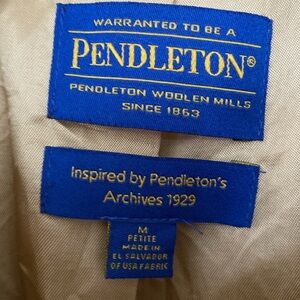 WARRANTED TO BE A
PENDLETON®
PENDLETON WOOLEN MILLS
SINCE 1863
Inspired by Pendleton's
Archives 1929
M
PETITE
MADE IN
EL SALVADOR
OF USA FABRIC